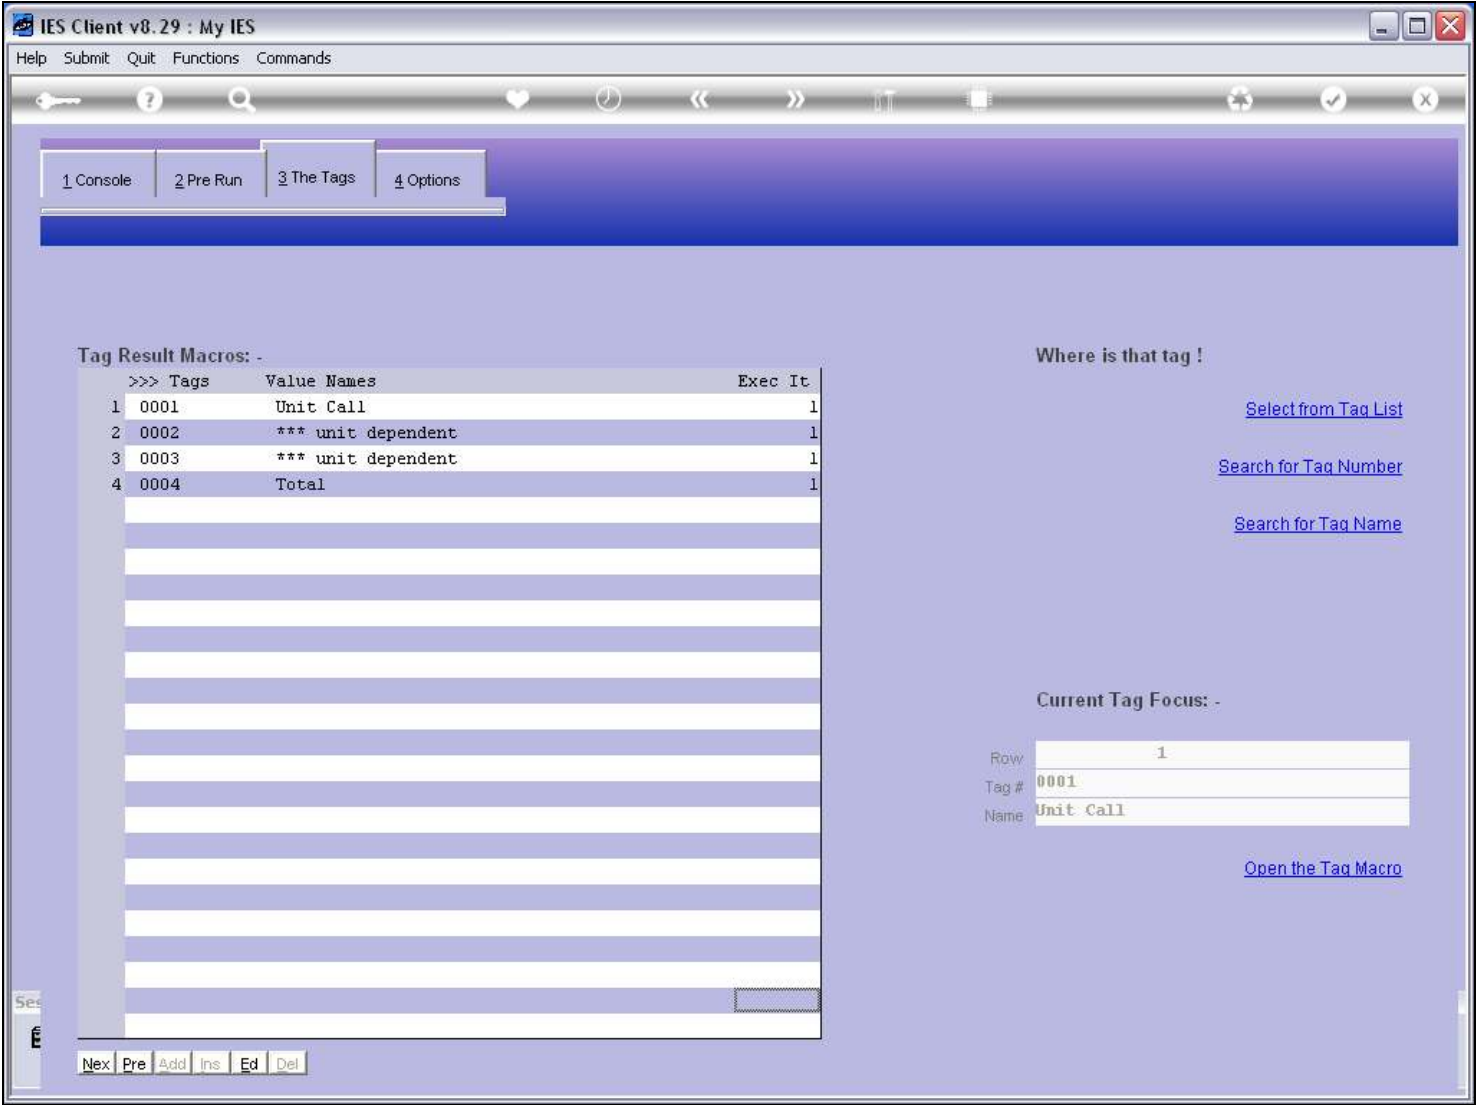 IES Client v8.29 : My IES
Help Submit Quit Functions Commands
1 Console 2 Pre Run 3 The Tags 4 Options
Tag Result Macros: -
>>> Tags Value Names Exec It
1 0001 Unit Call 1
2 0002 *** unit dependent 1
3 0003 *** unit dependent 1
4 0004 Total 1
Where is that tag !
Select from Tag List
Search for Tag Number
Search for Tag Name
Current Tag Focus: -
Row 1
Tag # 0001
Name Unit Call
Open the Tag Macro
Nex Pre Add Ins Ed Del